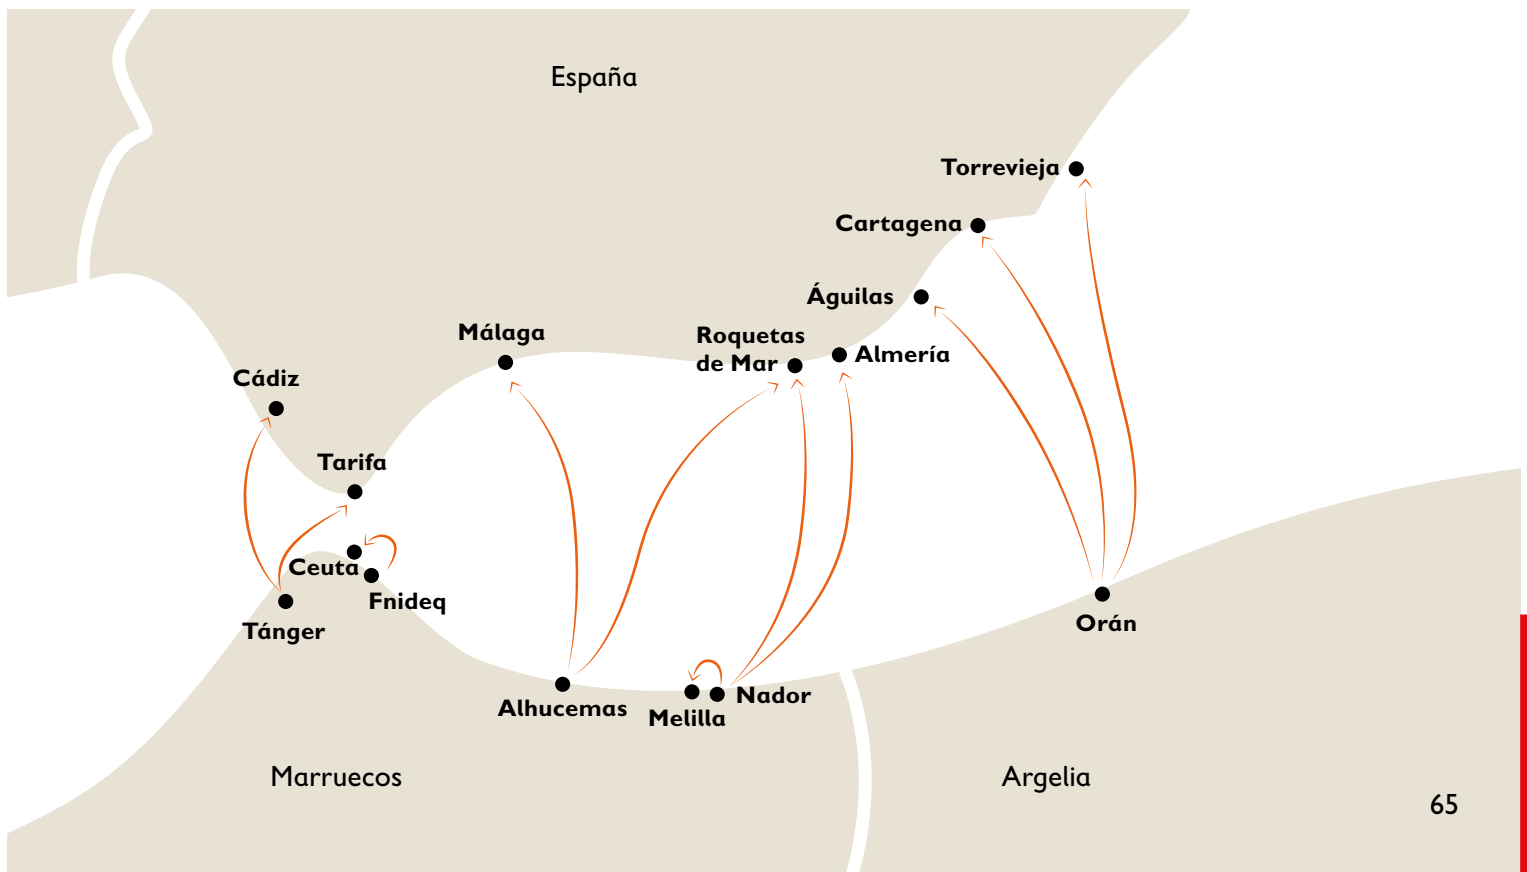 España
Torrevieja
Cartagena
Águilas
Málaga
Roquetas
de Mar
Almería
Cádiz
Tarifa
Ceuta
Fnideq
Tánger
Orán
Alhucemas
Melilla
Nador
Marruecos
Argelia
65